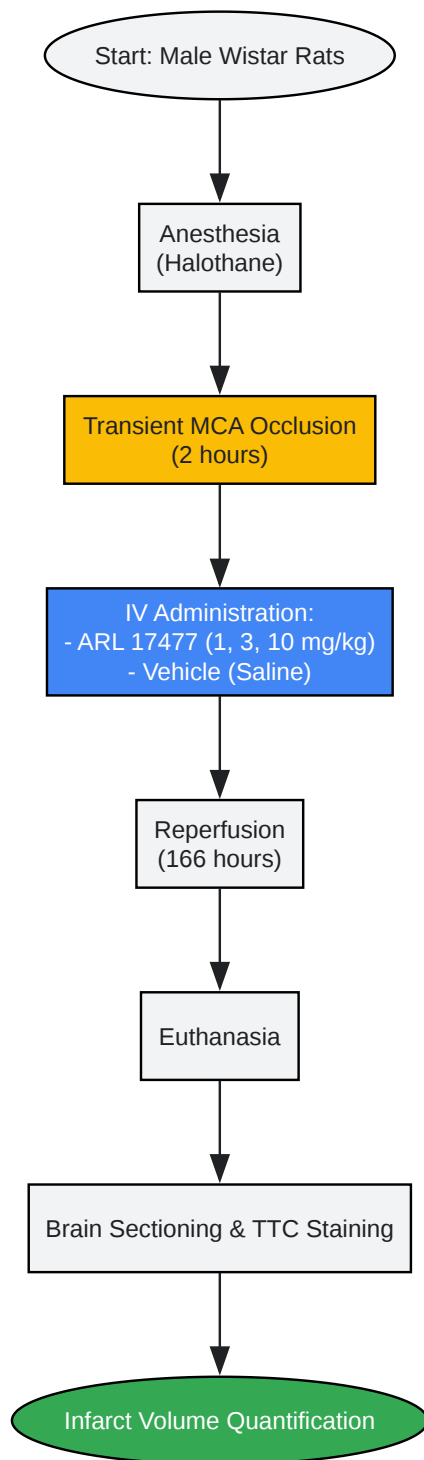 Start: Male Wistar Rats
Anesthesia
(Halothane)
Transient MCA Occlusion
(2 hours)
IV Administration:
- ARL 17477 (1, 3, 10 mg/kg)
- Vehicle (Saline)
Reperfusion
(166 hours)
Euthanasia
Brain Sectioning & TTC Staining
Infarct Volume Quantification